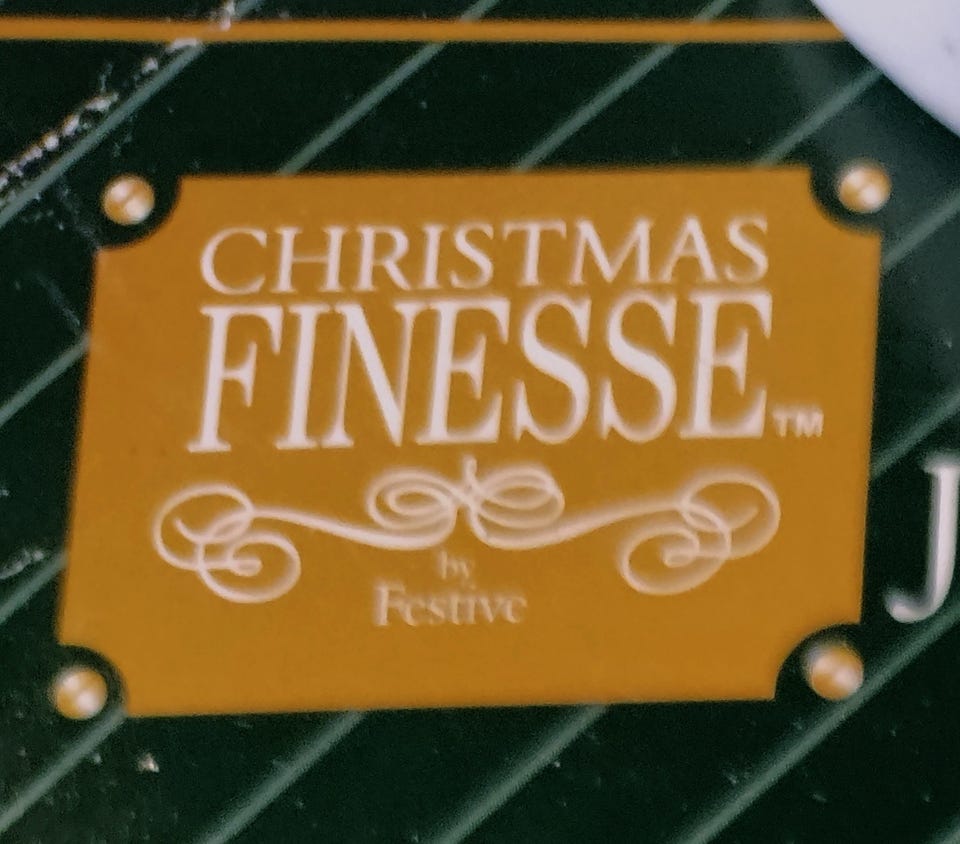 CHRISTMAS
FINESSE™
by
Festive
J